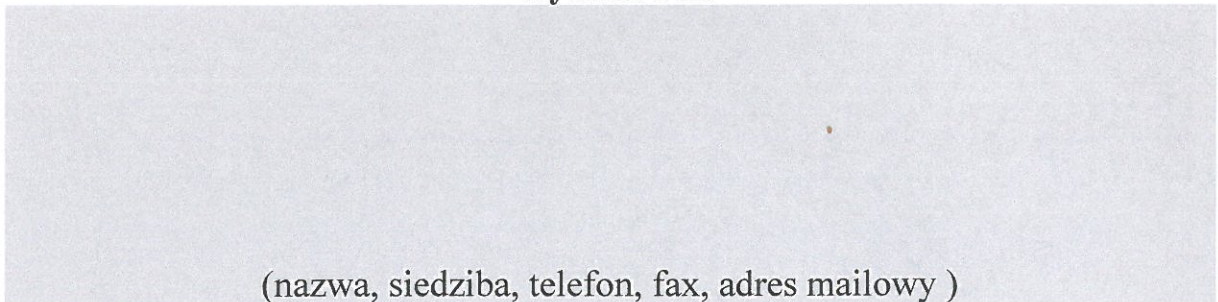 (nazwa, siedziba, telefon, fax, adres mailowy )